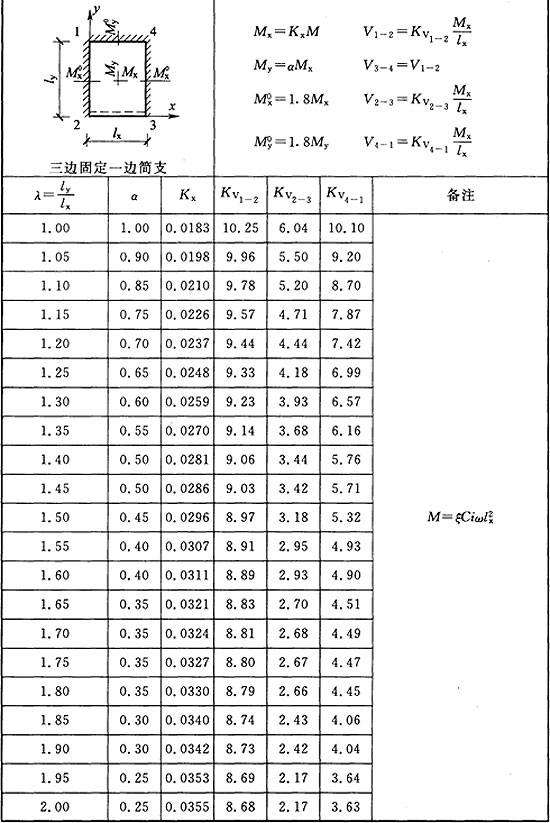 y
1 4
M_y^0
l_y M_x^0 M_y M_x M_x^0
2 3 x
l_x
三边固定一边简支
M_x=K_xM V_{1-2}=K_{V_{1-2}} M_x/l_x
M_y=αM_x V_{3-4}=V_{1-2}
M_x^0=1.8M_x V_{2-3}=K_{V_{2-3}} M_x/l_x
M_y^0=1.8M_y V_{4-1}=K_{V_{4-1}} M_x/l_x
λ=l_y/l_x α K_x K_{V_{1-2}} K_{V_{2-3}} K_{V_{4-1}} 备注
1.00 1.00 0.0183 10.25 6.04 10.10
1.05 0.90 0.0198 9.96 5.50 9.20
1.10 0.85 0.0210 9.78 5.20 8.70
1.15 0.75 0.0226 9.57 4.71 7.87
1.20 0.70 0.0237 9.44 4.44 7.42
1.25 0.65 0.0248 9.33 4.18 6.99
1.30 0.60 0.0259 9.23 3.93 6.57
1.35 0.55 0.0270 9.14 3.68 6.16
1.40 0.50 0.0281 9.06 3.44 5.76
1.45 0.50 0.0286 9.03 3.42 5.71
1.50 0.45 0.0296 8.97 3.18 5.32 M=ξCiωl_x^2
1.55 0.40 0.0307 8.91 2.95 4.93
1.60 0.40 0.0311 8.89 2.93 4.90
1.65 0.35 0.0321 8.83 2.70 4.51
1.70 0.35 0.0324 8.81 2.68 4.49
1.75 0.35 0.0327 8.80 2.67 4.47
1.80 0.35 0.0330 8.79 2.66 4.45
1.85 0.30 0.0340 8.74 2.43 4.06
1.90 0.30 0.0342 8.73 2.42 4.04
1.95 0.25 0.0353 8.69 2.17 3.64
2.00 0.25 0.0355 8.68 2.17 3.63